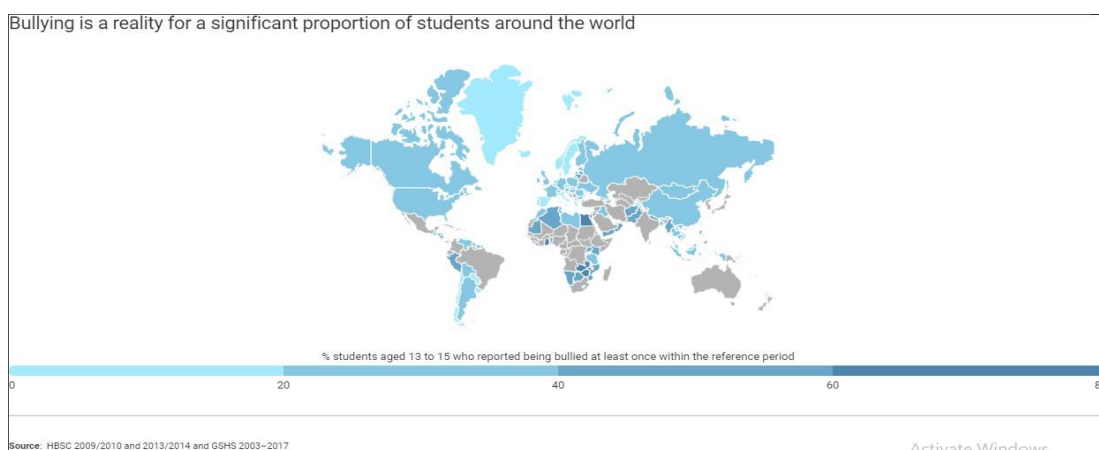 Bullying is a reality for a significant proportion of students around the world
% students aged 13 to 15 who reported being bullied at least once within the reference period
0 20 40 60 8
Source: HBSC 2009/2010 and 2013/2014 and GSHS 2003–2017
Activate Windows